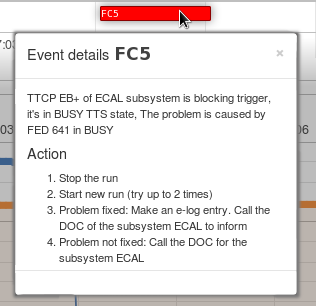 FC5
Event details FC5
×
TTCP EB+ of ECAL subsystem is blocking trigger,
it's in BUSY TTS state, The problem is caused by
FED 641 in BUSY
Action
1. Stop the run
2. Start new run (try up to 2 times)
3. Problem fixed: Make an e-log entry. Call the
DOC of the subsystem ECAL to inform
4. Problem not fixed: Call the DOC for the
subsystem ECAL